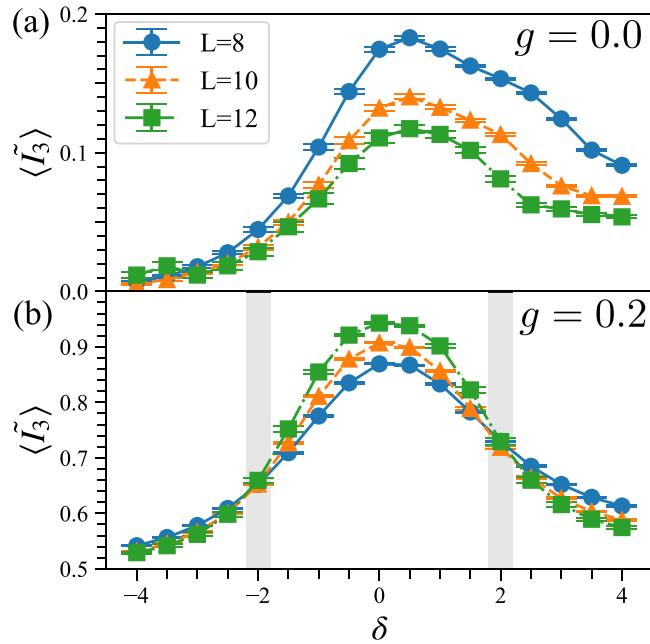 (a)
g = 0.0
L=8
L=10
L=12
0.2
0.1
0.0
⟨Ĩ₃⟩
(b)
g = 0.2
0.9
0.8
0.7
0.6
0.5
⟨Ĩ₃⟩
−4
−2
0
2
4
δ